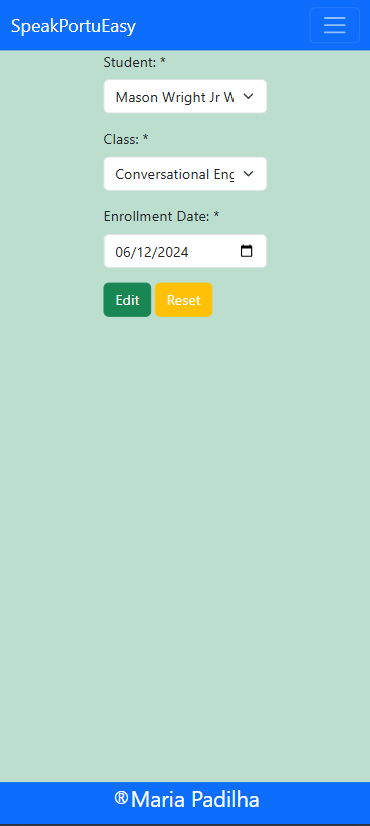 SpeakPortuEasy
Student: *
Mason Wright Jr W
Class: *
Conversational Eng
Enrollment Date: *
06/12/2024
Edit Reset
®Maria Padilha